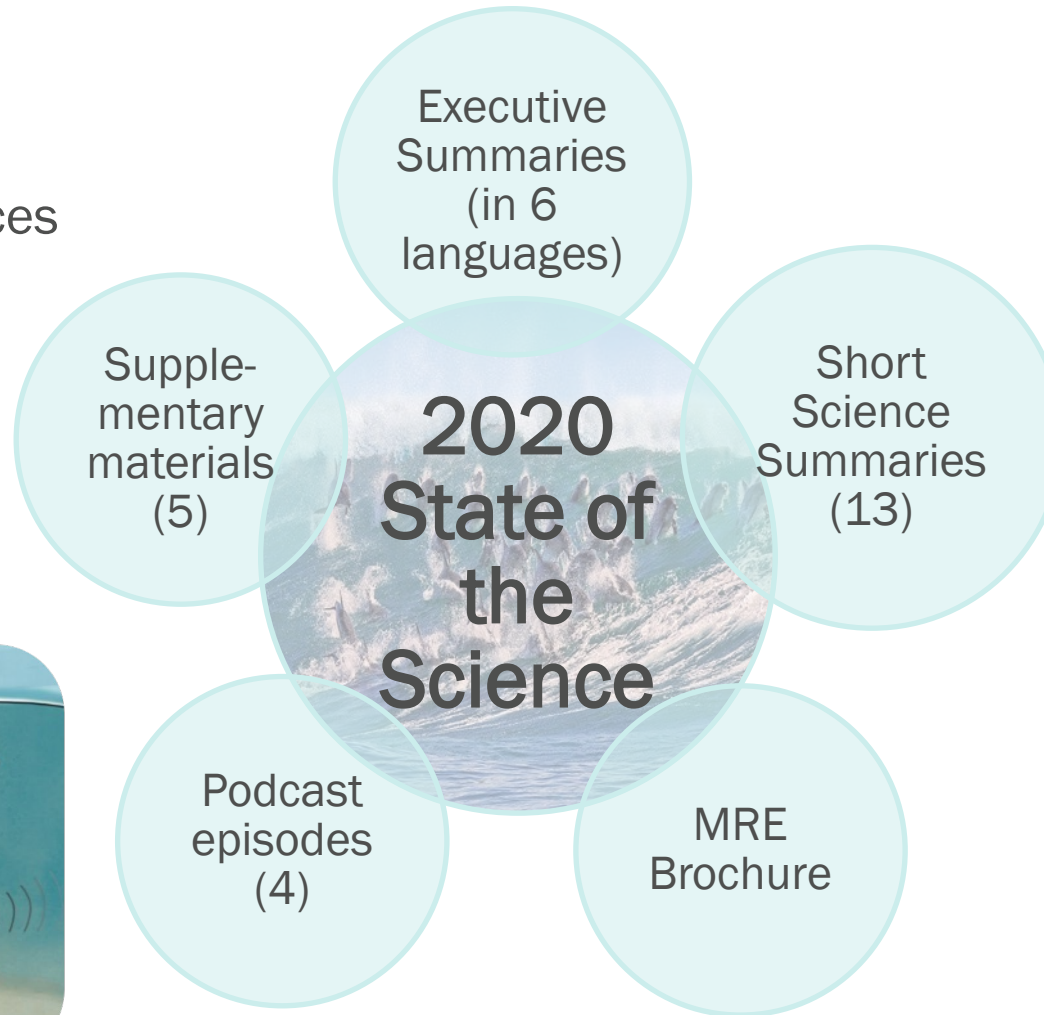 Executive
Summaries
(in 6
languages)
Supple-
mentary
materials
(5)
2020
State of
the
Science
Short
Science
Summaries
(13)
Podcast
episodes
(4)
MRE
Brochure